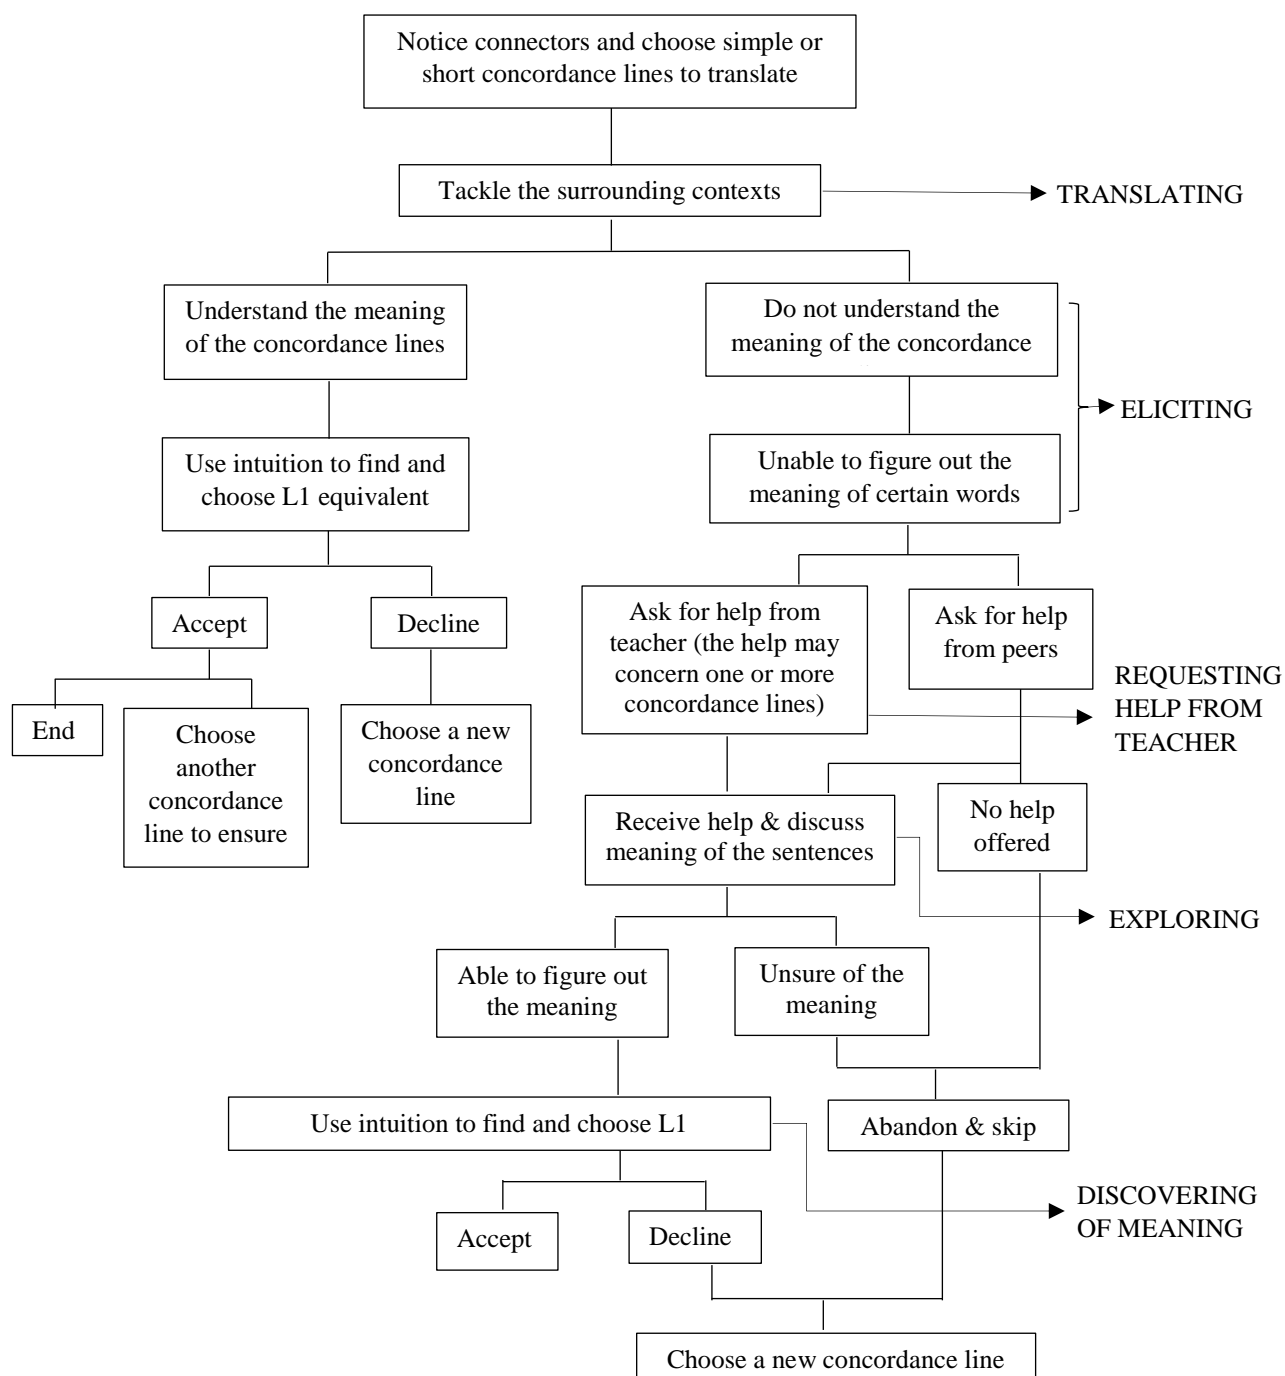 Notice connectors and choose simple or
short concordance lines to translate
Tackle the surrounding contexts
TRANSLATING
Understand the meaning
of the concordance lines
Do not understand the
meaning of the concordance
ELICITING
Use intuition to find and
choose L1 equivalent
Unable to figure out the
meaning of certain words
Accept
Decline
Ask for help from
teacher (the help may
concern one or more
concordance lines)
Ask for help
from peers
REQUESTING
HELP FROM
TEACHER
End
Choose
another
concordance
line to ensure
Choose a new
concordance
line
Receive help & discuss
meaning of the sentences
No help
offered
EXPLORING
Able to figure out
the meaning
Unsure of the
meaning
Use intuition to find and choose L1
Abandon & skip
DISCOVERING
OF MEANING
Accept
Decline
Choose a new concordance line